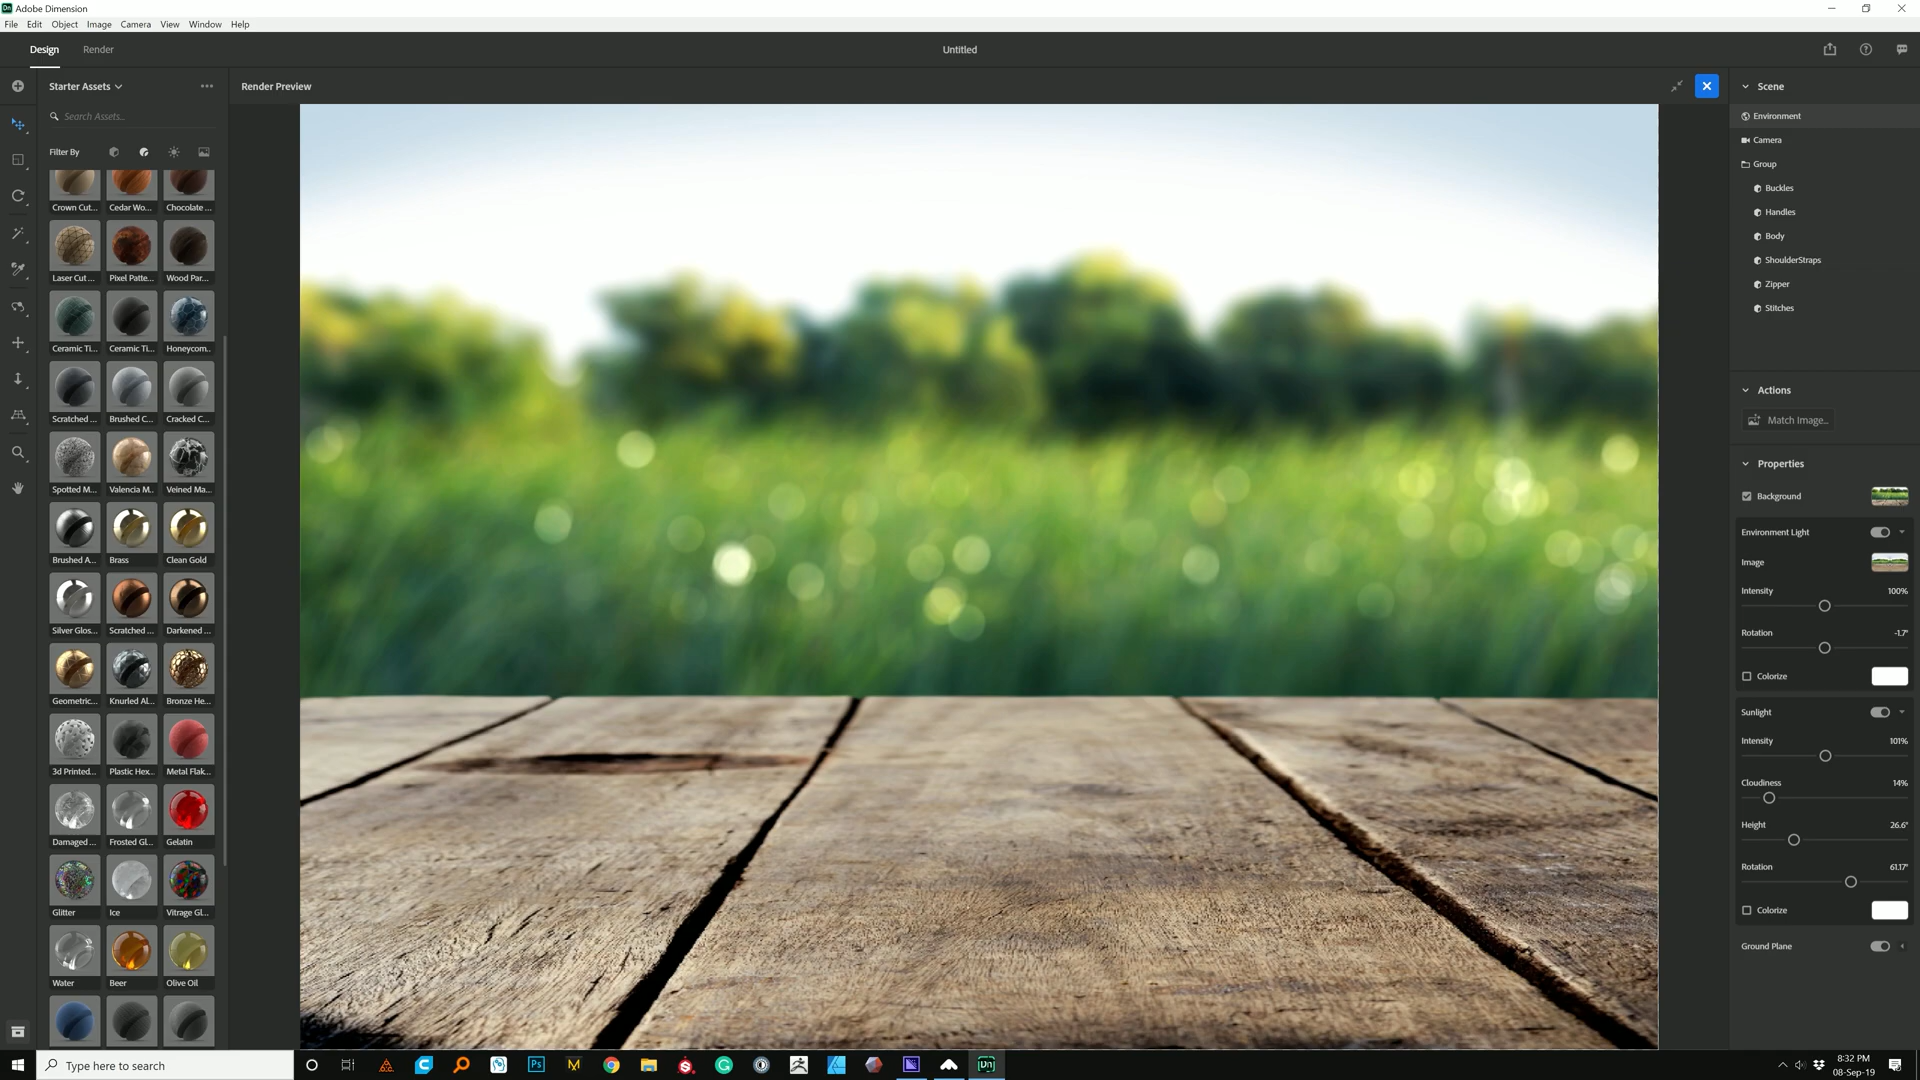 Adobe Dimension
File Edit Object Image Camera View Window Help
Design Render
Untitled
Starter Assets
Search Assets...
Filter By
Crown Cut... Cedar Wo... Chocolate ...
Laser Cut ... Pixel Patte... Wood Par...
Ceramic Ti... Ceramic Ti... Honeycom...
Scratched ... Brushed C... Cracked C...
Spotted M... Valencia M.. Veined Ma...
Brushed A... Brass Clean Gold
Silver Glos... Scratched ... Darkened ...
Geometric... Knurled Al... Bronze He...
3d Printed... Plastic Hex... Metal Flak...
Damaged ... Frosted Gl... Gelatin
Glitter Ice Vitrage Gl...
Water Beer Olive Oil
Render Preview
Scene
Environment
Camera
Group
Buckles
Handles
Body
ShoulderStraps
Zipper
Stitches
Actions
Match Image...
Properties
Background
Environment Light
Image
Intensity 100%
Rotation -1.7°
Colorize
Sunlight
Intensity 101%
Cloudiness 14%
Height 26.6°
Rotation 61.17°
Colorize
Ground Plane
Type here to search
Ps
Dn
8:32 PM
08-Sep-19